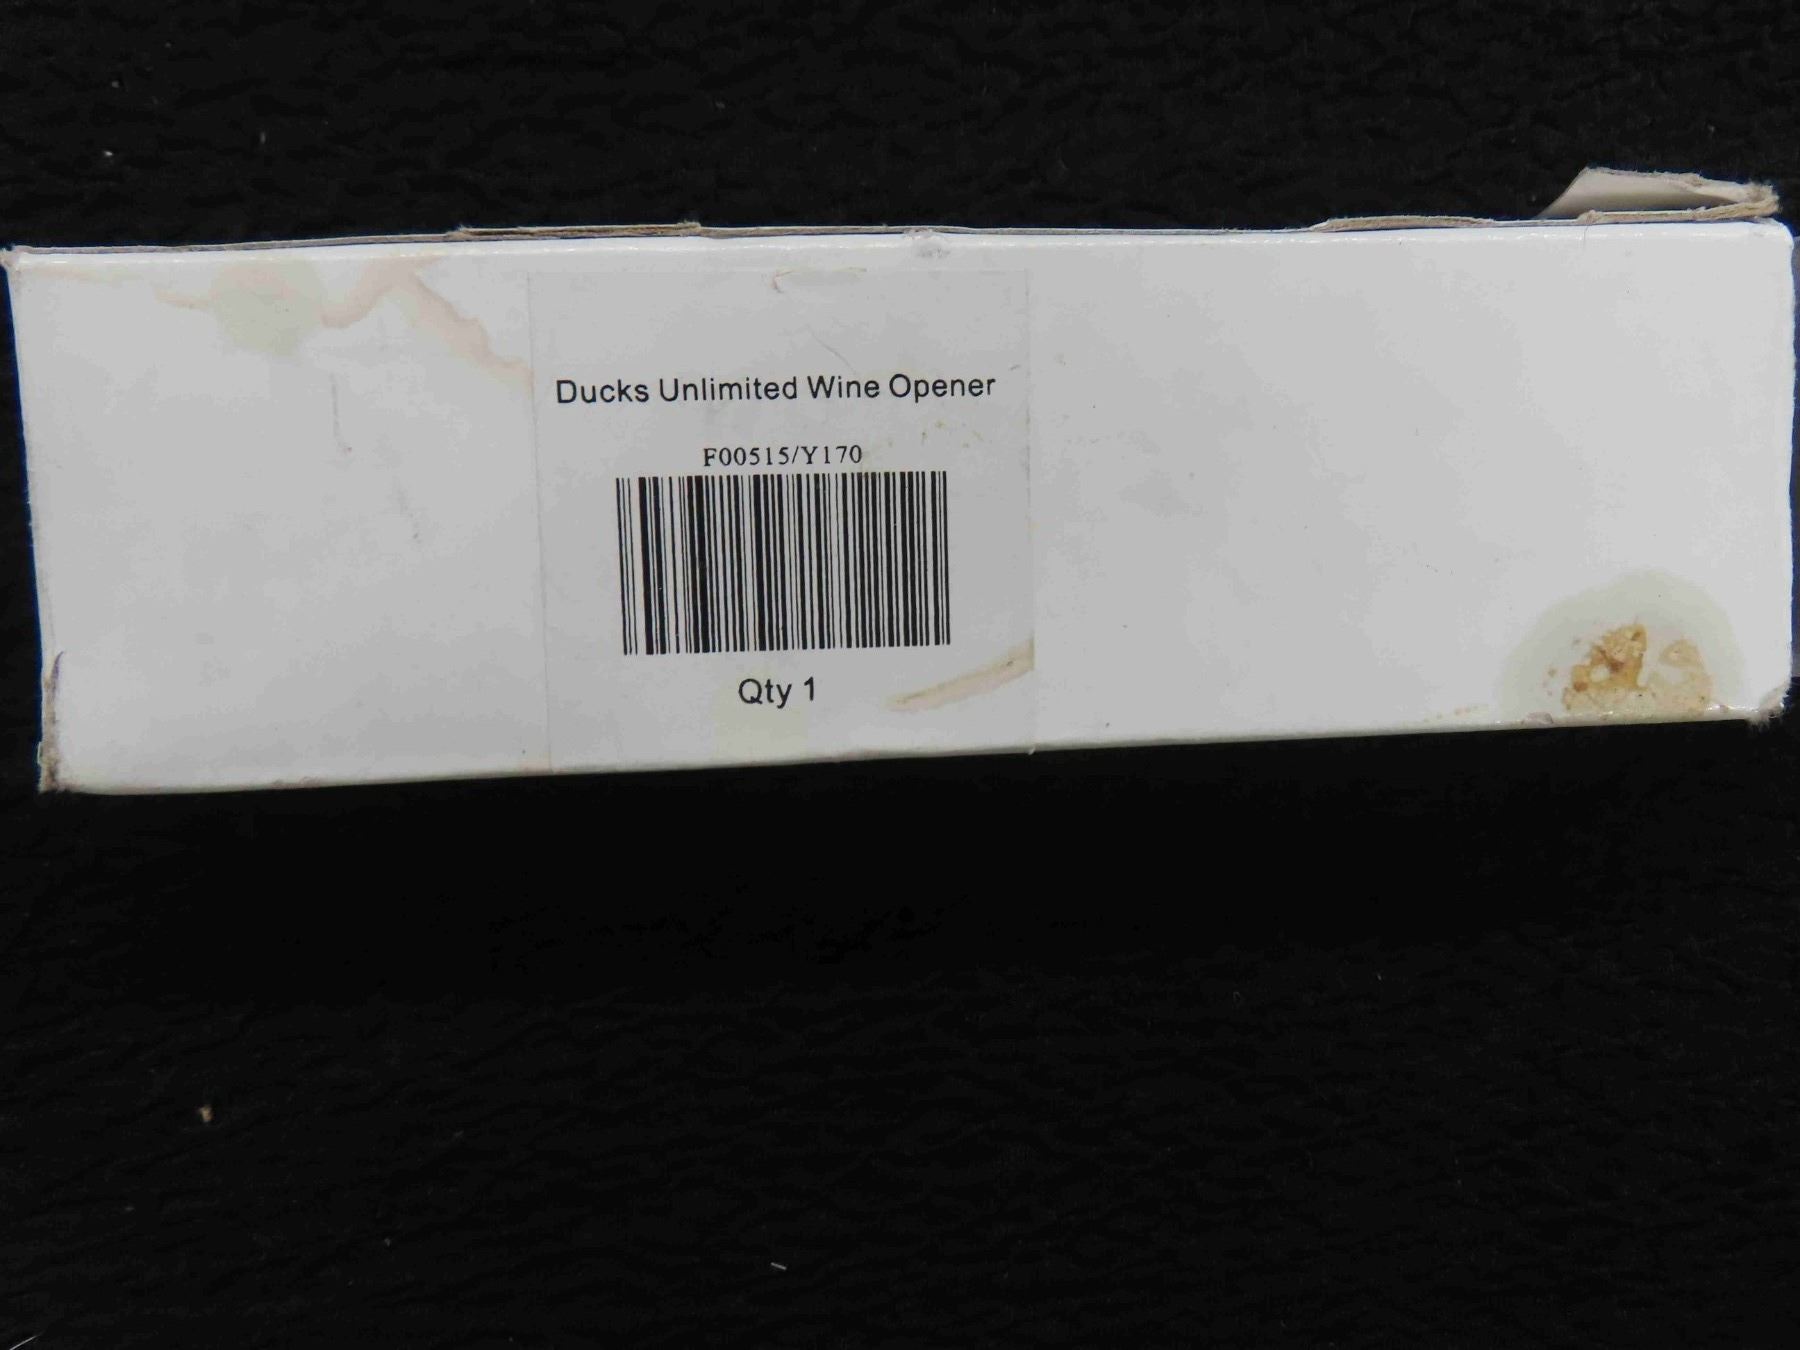 Ducks Unlimited Wine Opener
F00515/Y170
Qty 1